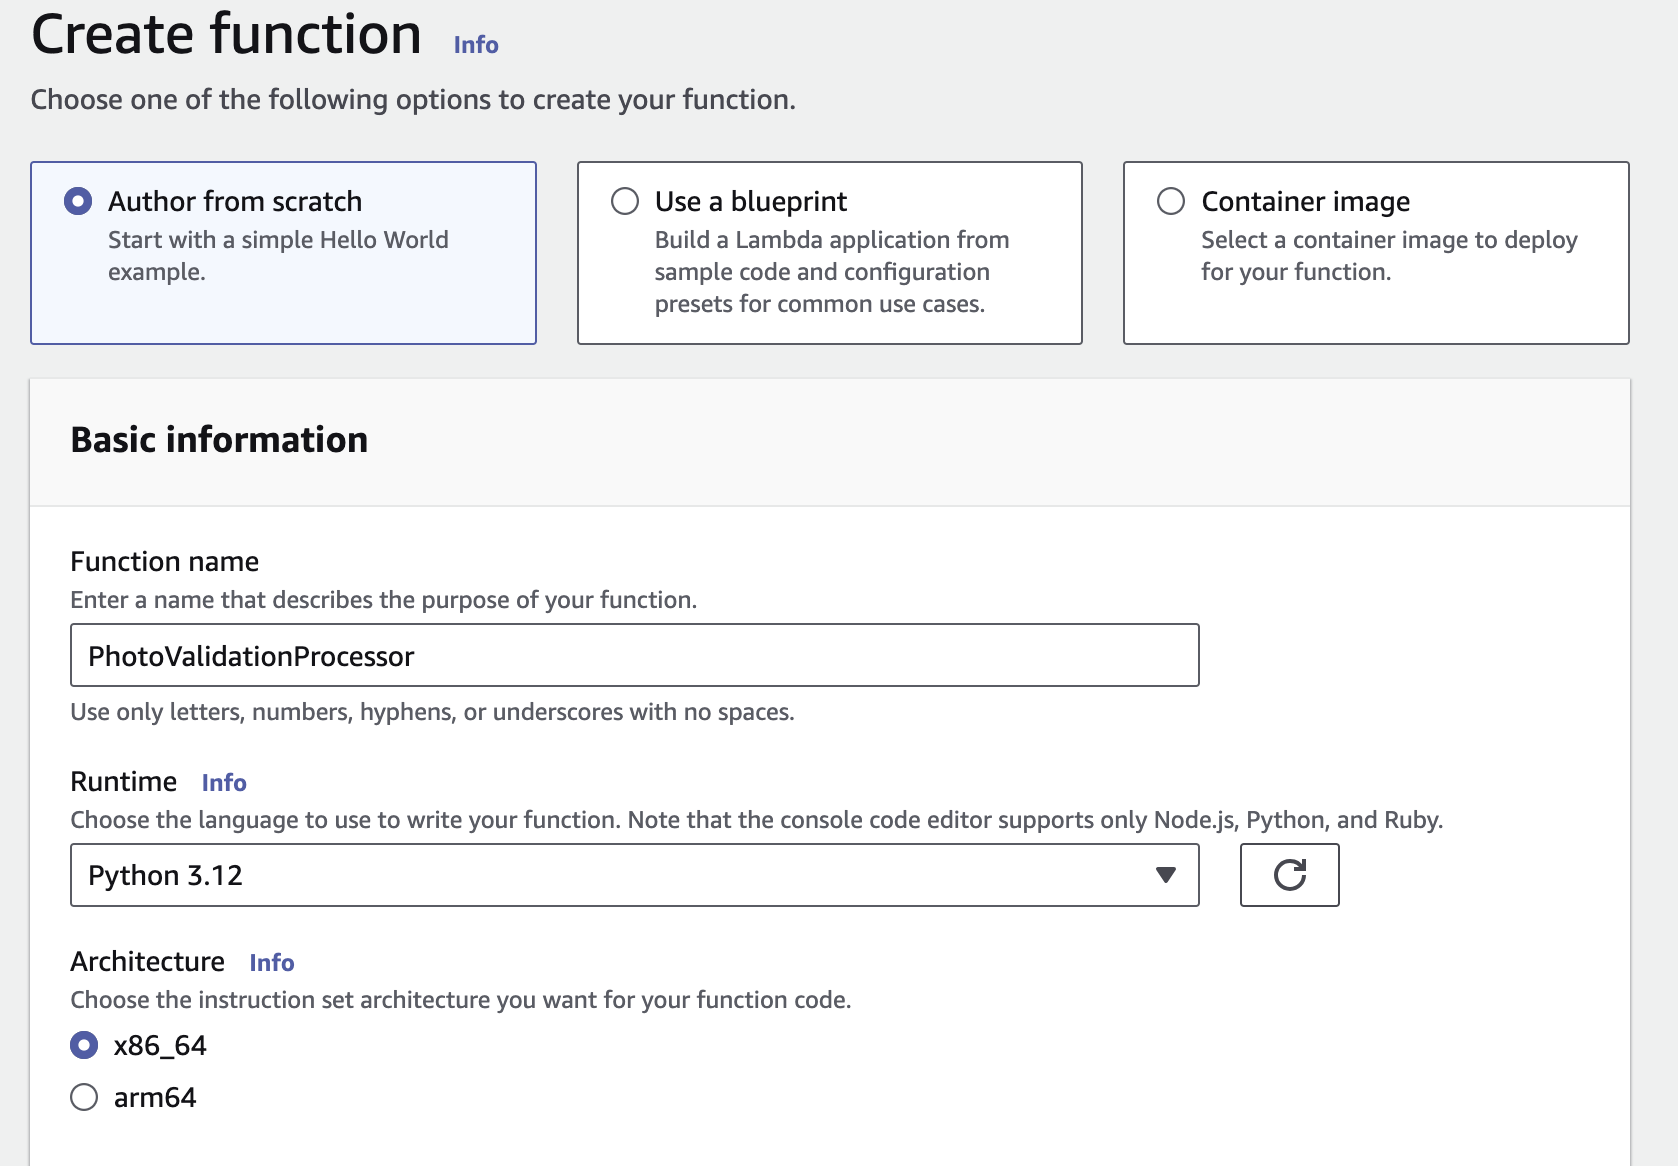 Create function Info
Choose one of the following options to create your function.
Author from scratch
Start with a simple Hello World
example.
Use a blueprint
Build a Lambda application from
sample code and configuration
presets for common use cases.
Container image
Select a container image to deploy
for your function.
Basic information
Function name
Enter a name that describes the purpose of your function.
PhotoValidationProcessor
Use only letters, numbers, hyphens, or underscores with no spaces.
Runtime Info
Choose the language to use to write your function. Note that the console code editor supports only Node.js, Python, and Ruby.
Python 3.12
Architecture Info
Choose the instruction set architecture you want for your function code.
x86_64
arm64